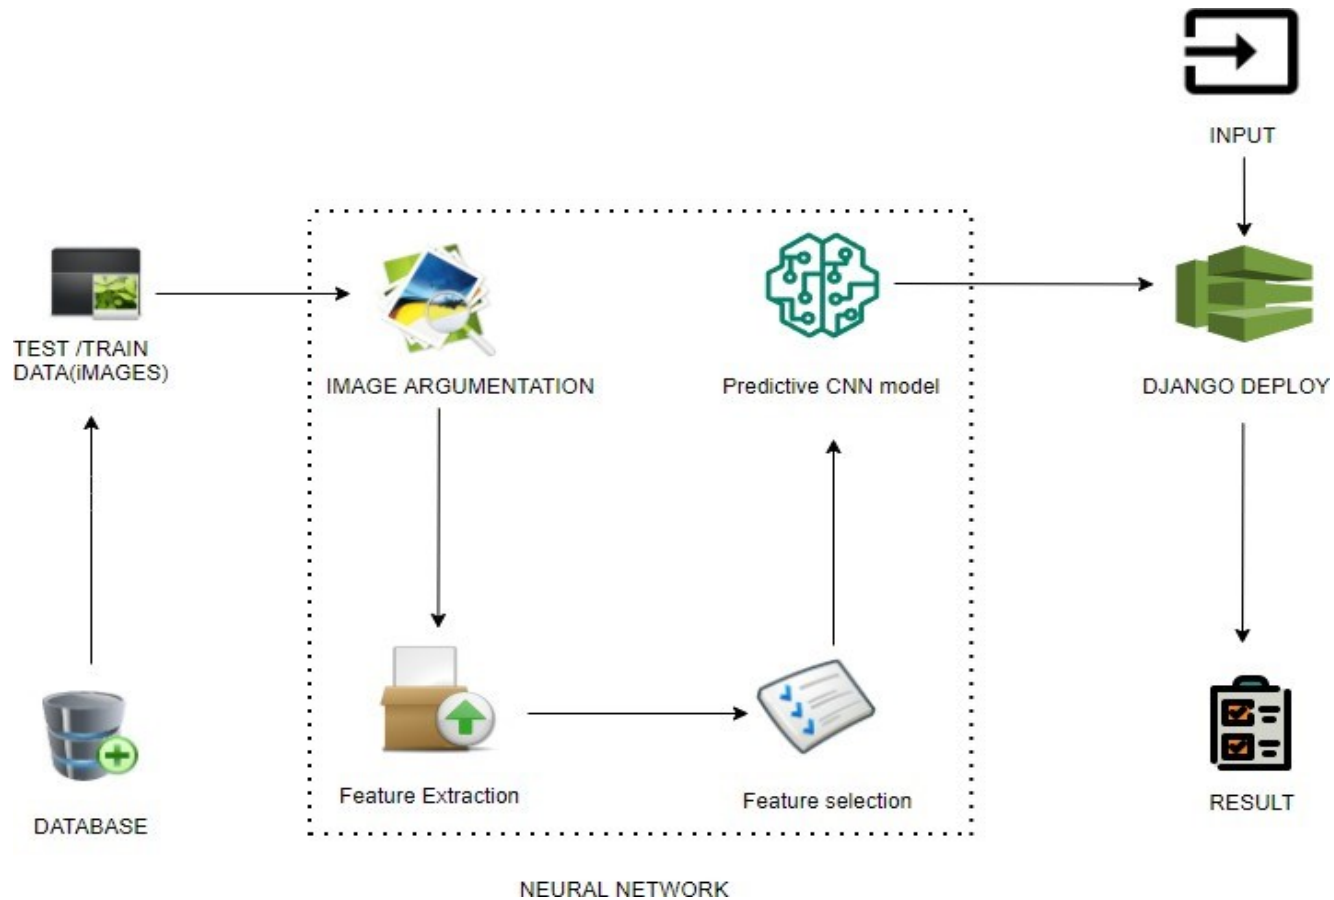 INPUT
TEST /TRAIN
DATA(iMAGES)
IMAGE ARGUMENTATION
Predictive CNN model
DJANGO DEPLOY
Feature Extraction
Feature selection
RESULT
DATABASE
NEURAL NETWORK